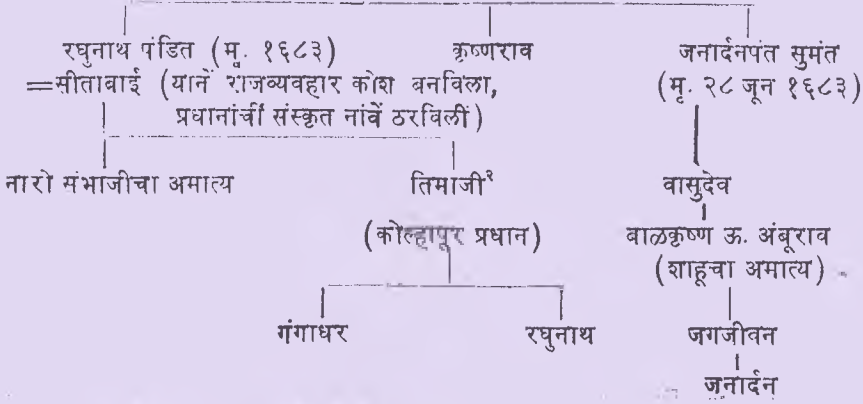 रघुनाथ पंडित (मृ. १६८३) कृष्णराव जनार्दनपंत सुमंत
=सीताबाई (यानें राजव्यवहार कोश बनविला, (मृ. २८ जून १६८३)
प्रधानांचीं संस्कृत नांवें ठरविलीं)
नारो संभाजीचा अमात्य तिमाजी२ वासुदेव
(कोल्हापूर प्रधान) बाळकृष्ण ऊ. अंबूराव
(शाहूचा अमात्य)
गंगाधर रघुनाथ जगजीवन
जनार्दन